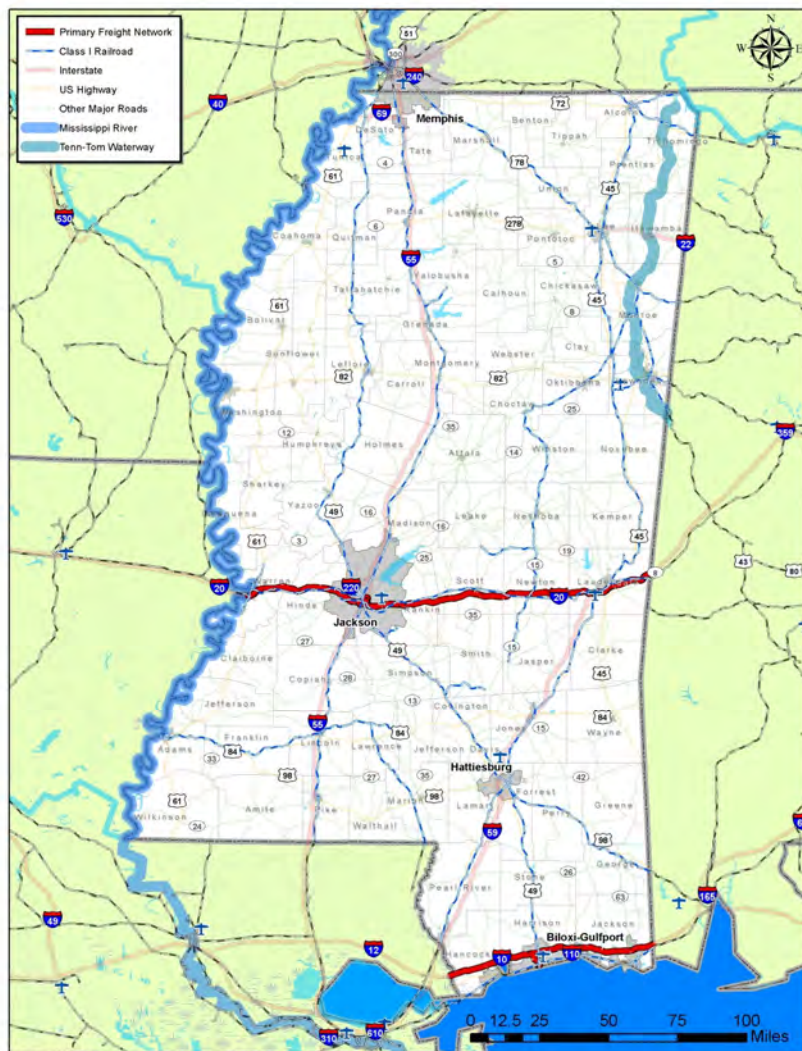 Primary Freight Network
Class I Railroad
Interstate
US Highway
Other Major Roads
Mississippi River
Tenn-Tom Waterway
N
W E
S
51
300
240
40
69
Memphis
72
Alcorn
Benton
Tippah
Tishomingo
DeSoto
Marshall
Tunica
Tate
4
78
Prentiss
61
Union
45
530
6
Panola
Lafayette
278
Lee
Itawamba
22
Coahoma
Quitman
Pontotoc
55
5
Yalobusha
Tallahatchie
Calhoun
Chickasaw
61
45
Bolivar
8
Monroe
Grenada
Sunflower
Clay
Leflore
Montgomery
Webster
82
82
Carroll
Oktibbeha
Lowndes
Washington
Choctaw
25
12
35
359
Humphreys
Holmes
Attala
14
Winston
Noxubee
Sharkey
Issaquena
Yazoo
49
16
Madison
16
Leake
Neshoba
Kemper
61
3
45
25
19
15
43
80
20
Warren
220
Scott
Newton
Lauderdale
8
20
Hinds
Rankin
35
Jackson
27
49
Smith
15
Jasper
Clarke
Claiborne
Simpson
45
Copiah
28
Jefferson
13
Covington
55
84
Jones
15
84
Wayne
Adams
Franklin
84
Lincoln
Lawrence
Jefferson Davis
33
98
27
35
Hattiesburg
42
61
Marion
98
Forrest
Wilkinson
Amite
Pike
Lamar
Perry
Greene
24
Walthall
59
98
26
George
Pearl River
Stone
49
63
165
49
Harrison
Jackson
12
Biloxi-Gulfport
Hancock
10
110
310
610
0 12.5 25 50 75 100
Miles